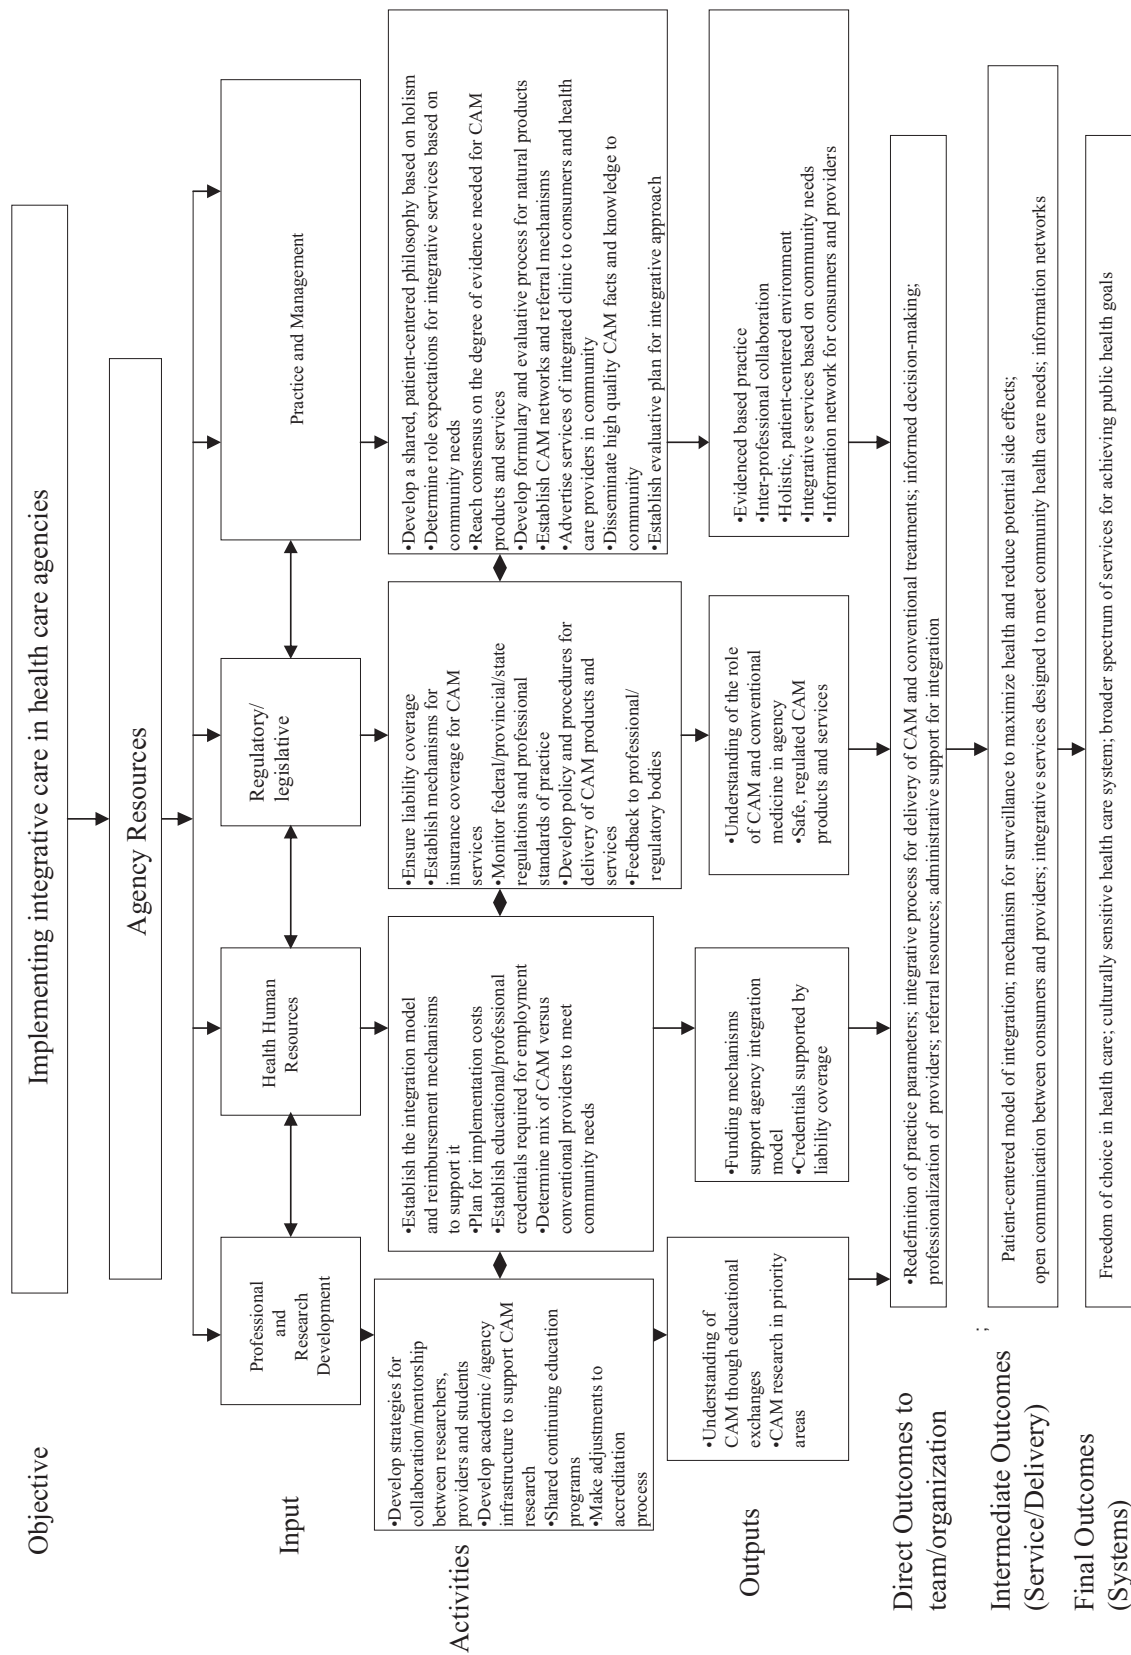 Objective
Implementing integrative care in health care agencies
Agency Resources
Input
Professional
and
Research
Development
Health Human
Resources
Regulatory/
legislative
Practice and Management
Activities
•Develop strategies for
collaboration/mentorship
between researchers,
providers and students
•Develop academic /agency
infrastructure to support CAM
research
•Shared continuing education
programs
•Make adjustments to
accreditation
process
•Establish the integration model
and reimbursement mechanisms
to support it
•Plan for implementation costs
•Establish educational/professional
credentials required for employment
•Determine mix of CAM versus
conventional providers to meet
community needs
•Ensure liability coverage
•Establish mechanisms for
insurance coverage for CAM
services
•Monitor federal/provincial/state
regulations and professional
standards of practice
•Develop policy and procedures for
delivery of CAM products and
services
•Feedback to professional/
regulatory bodies
•Develop a shared, patient-centered philosophy based on holism
•Determine role expectations for integrative services based on
community needs
•Reach consensus on the degree of evidence needed for CAM
products and services
•Develop formulary and evaluative process for natural products
•Establish CAM networks and referral mechanisms
•Advertise services of integrated clinic to consumers and health
care providers in community
•Disseminate high quality CAM facts and knowledge to
community
•Establish evaluative plan for integrative approach
Outputs
•Understanding of
CAM though educational
exchanges
•CAM research in priority
areas
•Funding mechanisms
support agency integration
model
•Credentials supported by
liability coverage
•Understanding of the role
of CAM and conventional
medicine in agency
•Safe, regulated CAM
products and services
•Evidenced based practice
•Inter-professional collaboration
•Holistic, patient-centered environment
•Integrative services based on community needs
•Information network for consumers and providers
Direct Outcomes to
team/organization
•Redefinition of practice parameters; integrative process for delivery of CAM and conventional treatments; informed decision-making;
professionalization of providers; referral resources; administrative support for integration
;
Intermediate Outcomes
(Service/Delivery)
Patient-centered model of integration; mechanism for surveillance to maximize health and reduce potential side effects;
open communication between consumers and providers; integrative services designed to meet community health care needs; information networks
Final Outcomes
(Systems)
Freedom of choice in health care; culturally sensitive health care system; broader spectrum of services for achieving public health goals